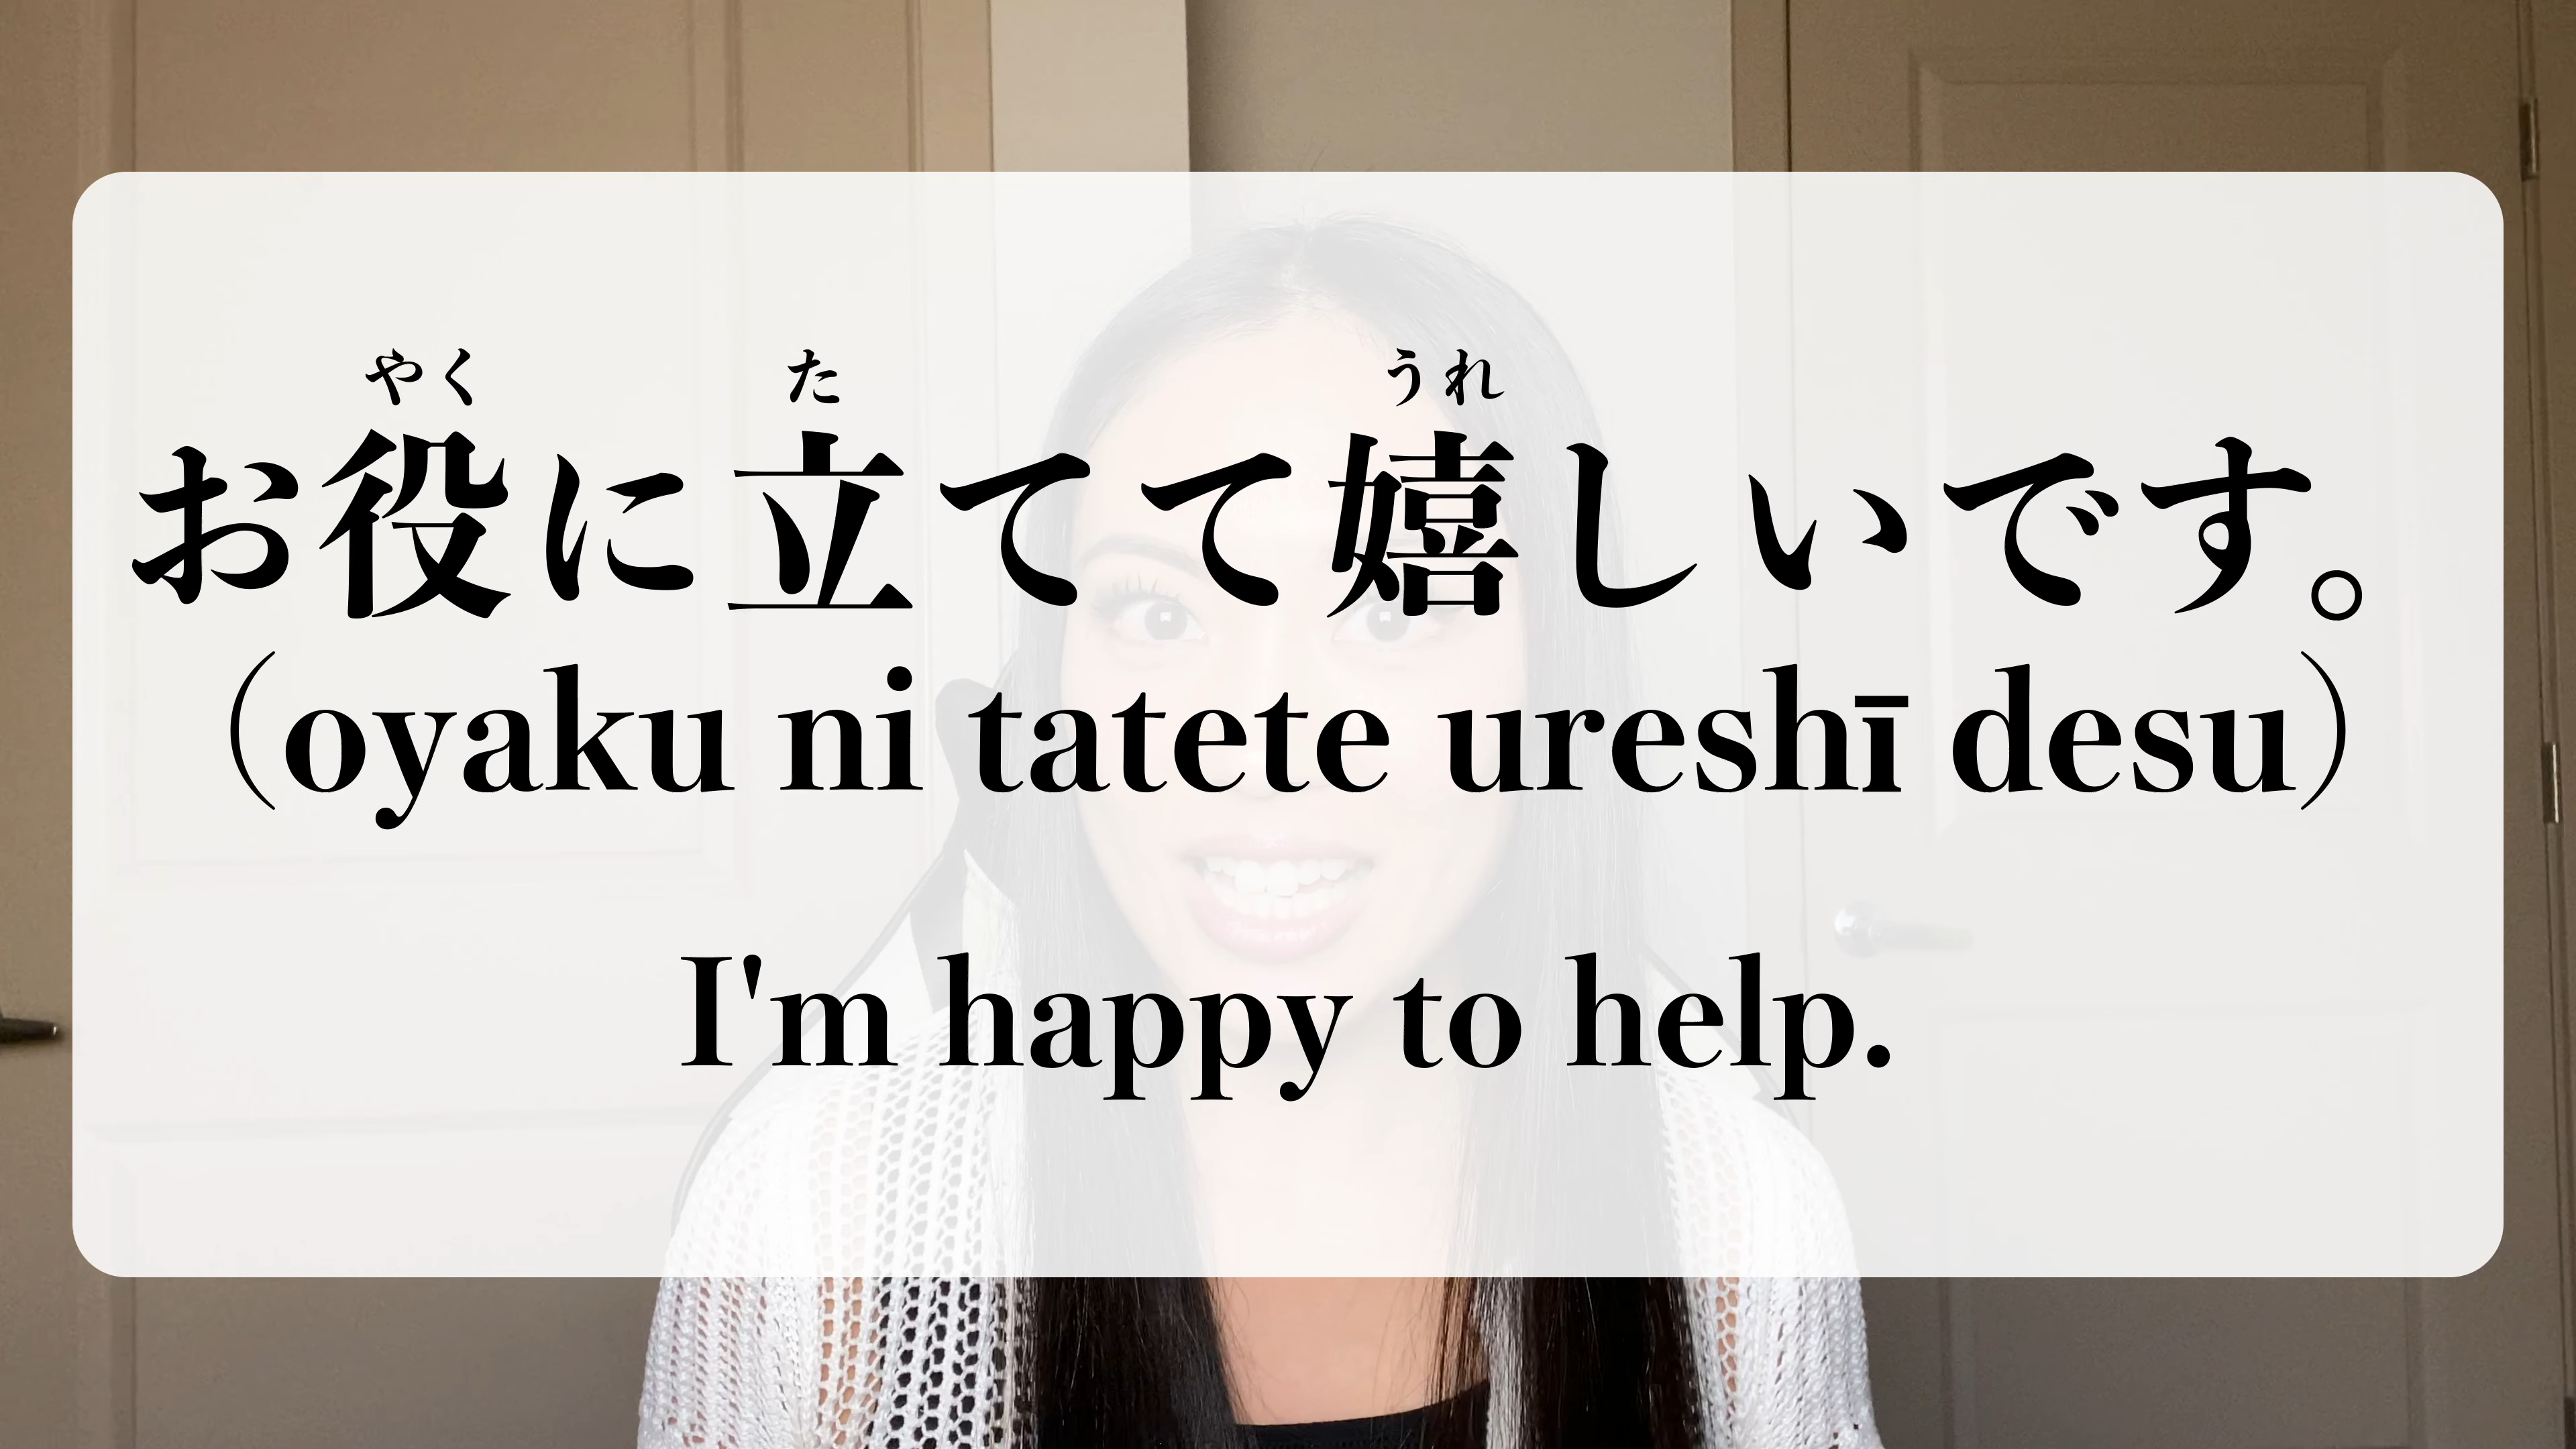 やく た うれ
お役に立てて嬉しいです。
（oyaku ni tatete ureshī desu）
I'm happy to help.